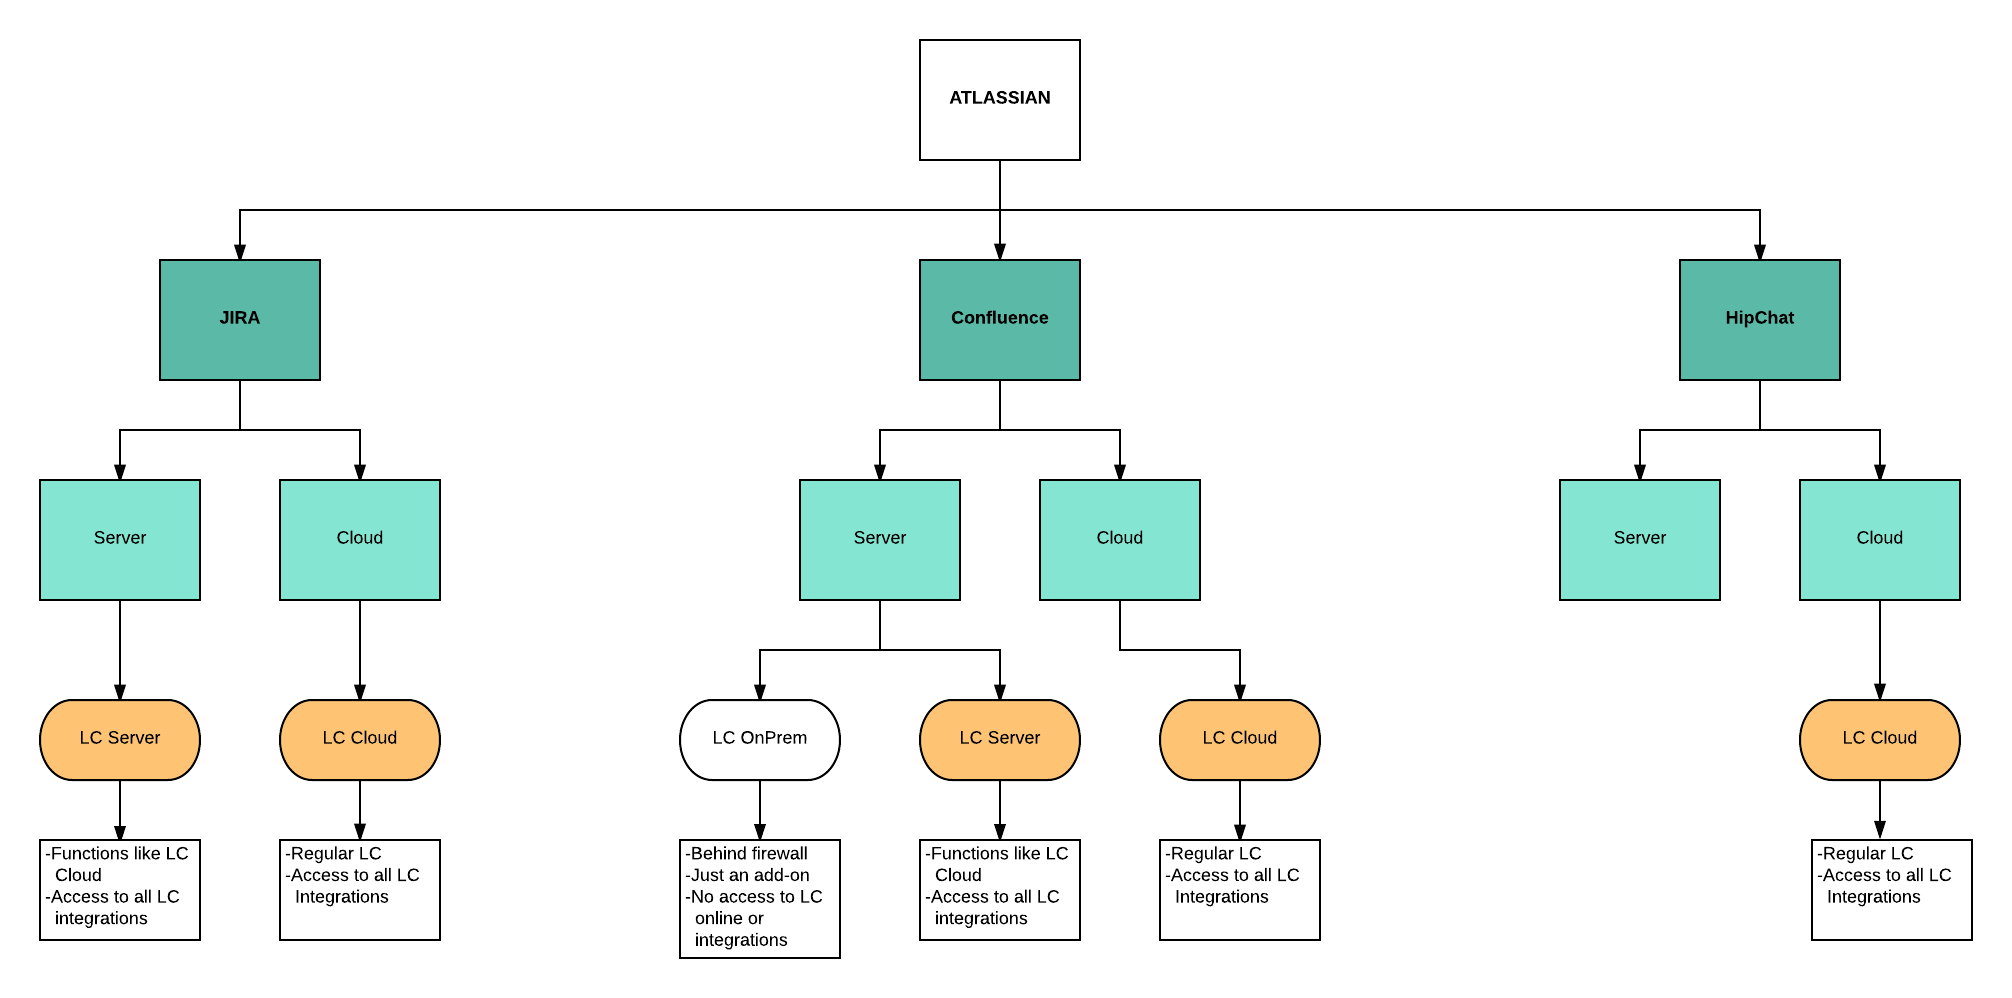 ATLASSIAN
JIRA
Confluence
HipChat
Server
Cloud
Server
Cloud
Server
Cloud
LC Server
LC Cloud
LC OnPrem
LC Server
LC Cloud
LC Cloud
-Functions like LC
Cloud
-Access to all LC
integrations
-Regular LC
-Access to all LC
Integrations
-Behind firewall
-Just an add-on
-No access to LC
online or
integrations
-Functions like LC
Cloud
-Access to all LC
integrations
-Regular LC
-Access to all LC
Integrations
-Regular LC
-Access to all LC
Integrations